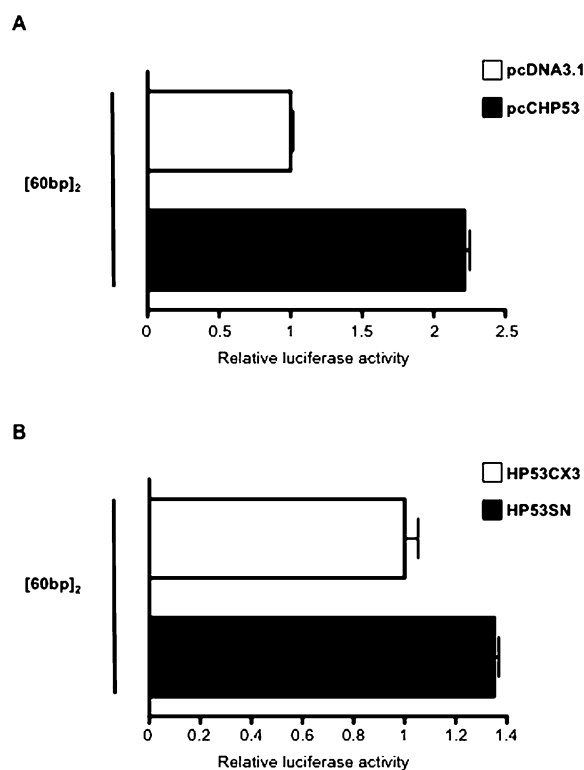 A
pcDNA3.1
pcCHP53
[60bp]₂
0 0.5 1 1.5 2 2.5
Relative luciferase activity
B
HP53CX3
HP53SN
[60bp]₂
0 0.2 0.4 0.6 0.8 1 1.2 1.4
Relative luciferase activity